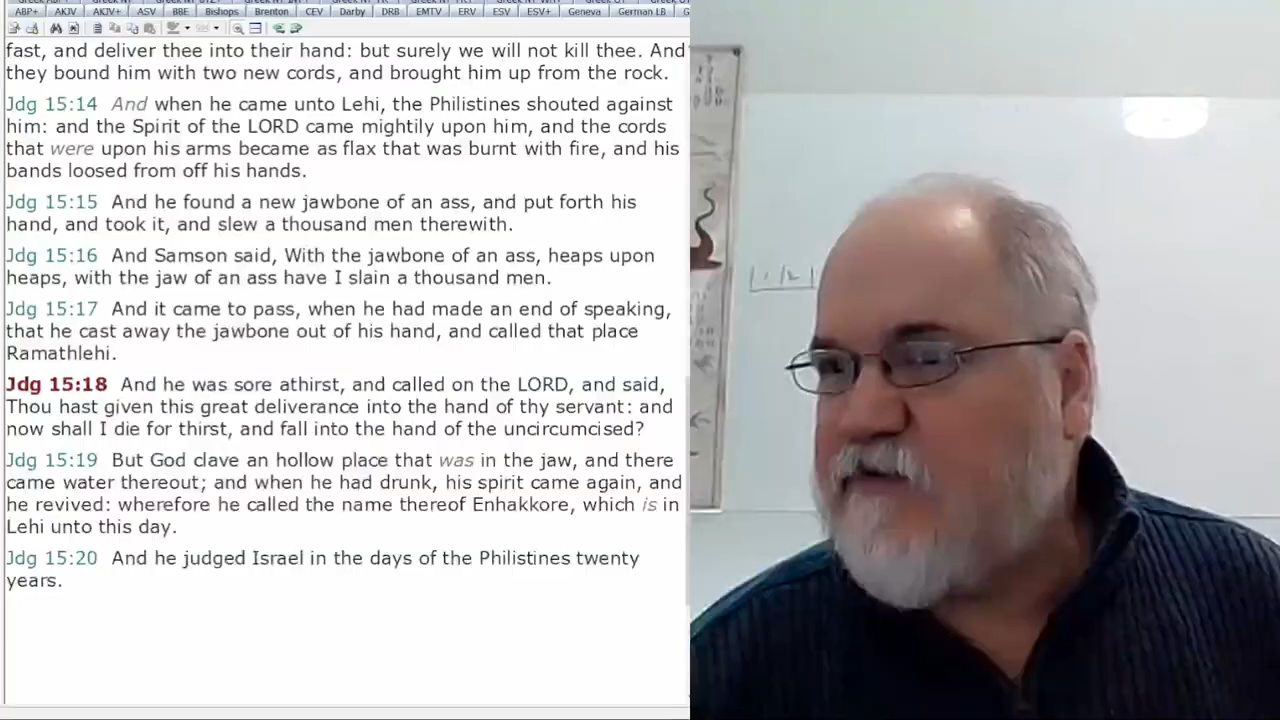 ABP+ AKJV AKJV+ ASV BBE Bishops Brenton CEV Darby DRB EMTV ERV ESV ESV+ Geneva German LB G
fast, and deliver thee into their hand: but surely we will not kill thee. And
they bound him with two new cords, and brought him up from the rock.
Jdg 15:14 And when he came unto Lehi, the Philistines shouted against
him: and the Spirit of the LORD came mightily upon him, and the cords
that were upon his arms became as flax that was burnt with fire, and his
bands loosed from off his hands.
Jdg 15:15 And he found a new jawbone of an ass, and put forth his
hand, and took it, and slew a thousand men therewith.
Jdg 15:16 And Samson said, With the jawbone of an ass, heaps upon
heaps, with the jaw of an ass have I slain a thousand men.
Jdg 15:17 And it came to pass, when he had made an end of speaking,
that he cast away the jawbone out of his hand, and called that place
Ramathlehi.
Jdg 15:18 And he was sore athirst, and called on the LORD, and said,
Thou hast given this great deliverance into the hand of thy servant: and
now shall I die for thirst, and fall into the hand of the uncircumcised?
Jdg 15:19 But God clave an hollow place that was in the jaw, and there
came water thereout; and when he had drunk, his spirit came again, and
he revived: wherefore he called the name thereof Enhakkore, which is in
Lehi unto this day.
Jdg 15:20 And he judged Israel in the days of the Philistines twenty
years.